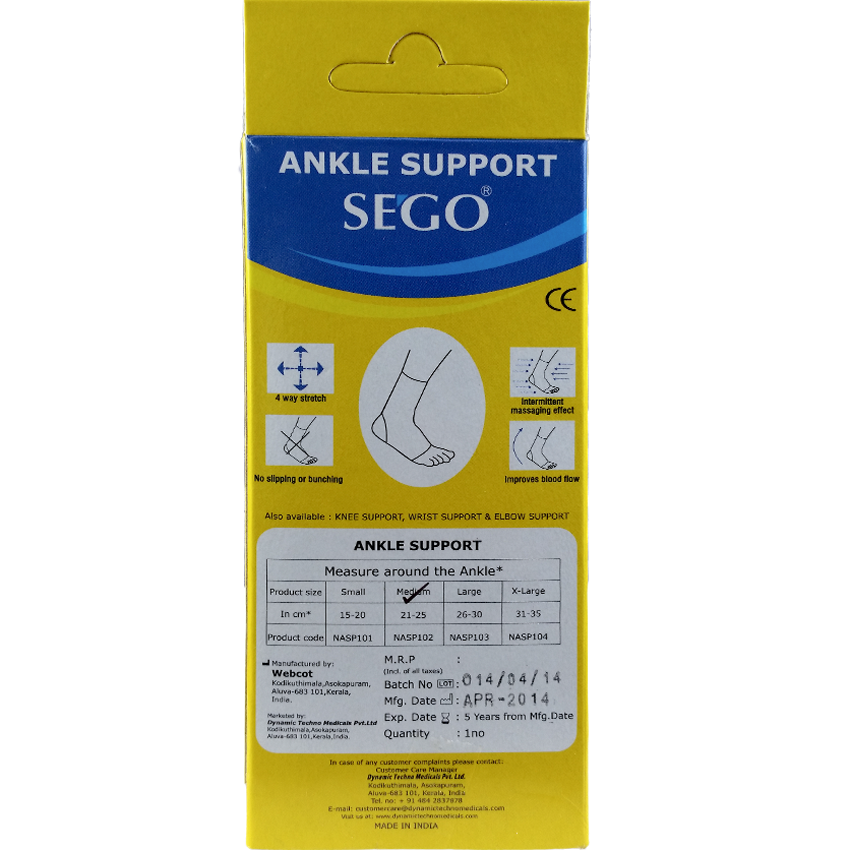 ANKLE SUPPORT
SEGO®
CE
4 way stretch
Intermittent
massaging effect
No slipping or bunching
Improves blood flow
Also available : KNEE SUPPORT, WRIST SUPPORT & ELBOW SUPPORT
ANKLE SUPPORT
Measure around the Ankle*
Product size Small Medium Large X-Large
In cm* 15-20 21-25 26-30 31-35
Product code NASP101 NASP102 NASP103 NASP104
Manufactured by:
Webcot
Kodikuthimala,Asokapuram,
Aluva-683 101,Kerala,
India.
Marketed by:
Dynamic Techno Medicals Pvt.Ltd
Kodikuthimala,Asokapuram,
Aluva-683 101,Kerala,India.
M.R.P :
(Incl. of all taxes)
Batch No LOT : 014/04/14
Mfg. Date : APR-2014
Exp. Date : 5 Years from Mfg.Date
Quantity : 1no
In case of any customer complaints please contact:
Customer Care Manager
Dynamic Techno Medicals Pvt. Ltd.
Kodikuthimala, Asokapuram,
Aluva-683 101, Kerala, India
Tel. no: + 91 484 2837878
E-mail: customercare@dynamictechnomedicals.com
Visit us at: www.dynamictechnomedicals.com
MADE IN INDIA